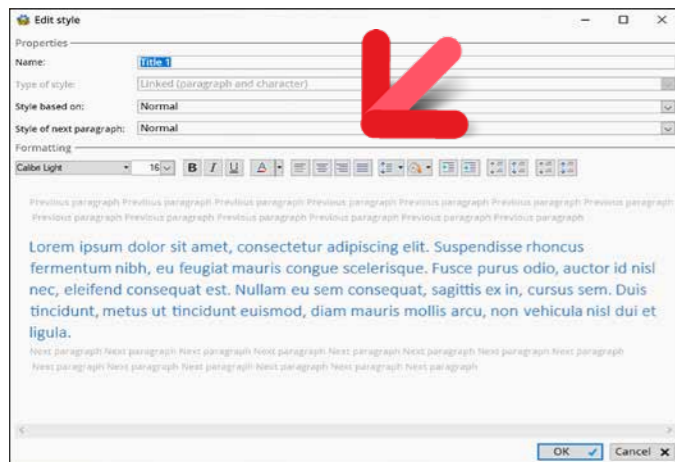 Edit style
Properties
Name: Title 1
Type of style: Linked (paragraph and character)
Style based on: Normal
Style of next paragraph: Normal
Formatting
Calibri Light 16 B I U A
Previous paragraph Previous paragraph Previous paragraph Previous paragraph Previous paragraph Previous paragraph Previous paragraph
Previous paragraph Previous paragraph Previous paragraph Previous paragraph Previous paragraph Previous paragraph
Lorem ipsum dolor sit amet, consectetur adipiscing elit. Suspendisse rhoncus
fermentum nibh, eu feugiat mauris congue scelerisque. Fusce purus odio, auctor id nisl
nec, eleifend consequat est. Nullam eu sem consequat, sagittis ex in, cursus sem. Duis
tincidunt, metus ut tincidunt euismod, diam mauris mollis arcu, non vehicula nisl dui et
ligula.
Next paragraph Next paragraph Next paragraph Next paragraph Next paragraph Next paragraph Next paragraph Next paragraph
Next paragraph Next paragraph Next paragraph Next paragraph Next paragraph Next paragraph
OK Cancel